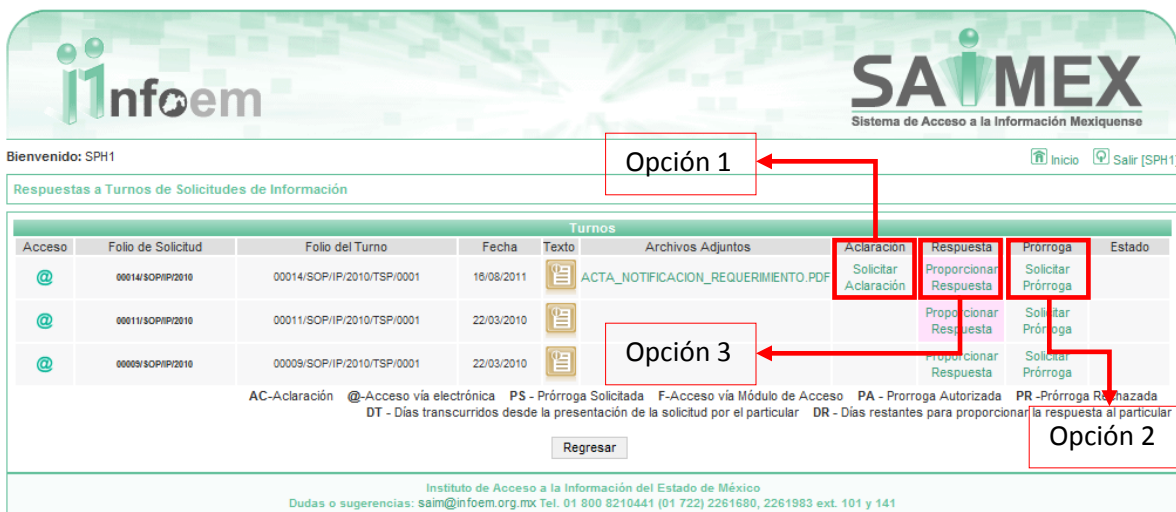 infoem
SAIMEX
Sistema de Acceso a la Información Mexiquense
Bienvenido: SPH1
Opción 1
Inicio Salir [SPH1]
Respuestas a Turnos de Solicitudes de Información
Turnos
Acceso Folio de Solicitud Folio del Turno Fecha Texto Archivos Adjuntos Aclaración Respuesta Prórroga Estado
@ 00014/SOP/IP/2010 00014/SOP/IP/2010/TSP/0001 16/08/2011 ACTA_NOTIFICACION_REQUERIMIENTO.PDF Solicitar Aclaración Proporcionar Respuesta Solicitar Prórroga
@ 00011/SOP/IP/2010 00011/SOP/IP/2010/TSP/0001 22/03/2010 Proporcionar Respuesta Solicitar Prórroga
Opción 3
@ 00009/SOP/IP/2010 00009/SOP/IP/2010/TSP/0001 22/03/2010 Proporcionar Respuesta Solicitar Prórroga
AC-Aclaración @-Acceso vía electrónica PS - Prórroga Solicitada F-Acceso vía Módulo de Acceso PA - Prorroga Autorizada PR -Prórroga Rechazada
DT - Días transcurridos desde la presentación de la solicitud por el particular DR - Días restantes para proporcionar la respuesta al particular
Opción 2
Regresar
Instituto de Acceso a la Información del Estado de México
Dudas o sugerencias: saim@infoem.org.mx Tel. 01 800 8210441 (01 722) 2261680, 2261983 ext. 101 y 141